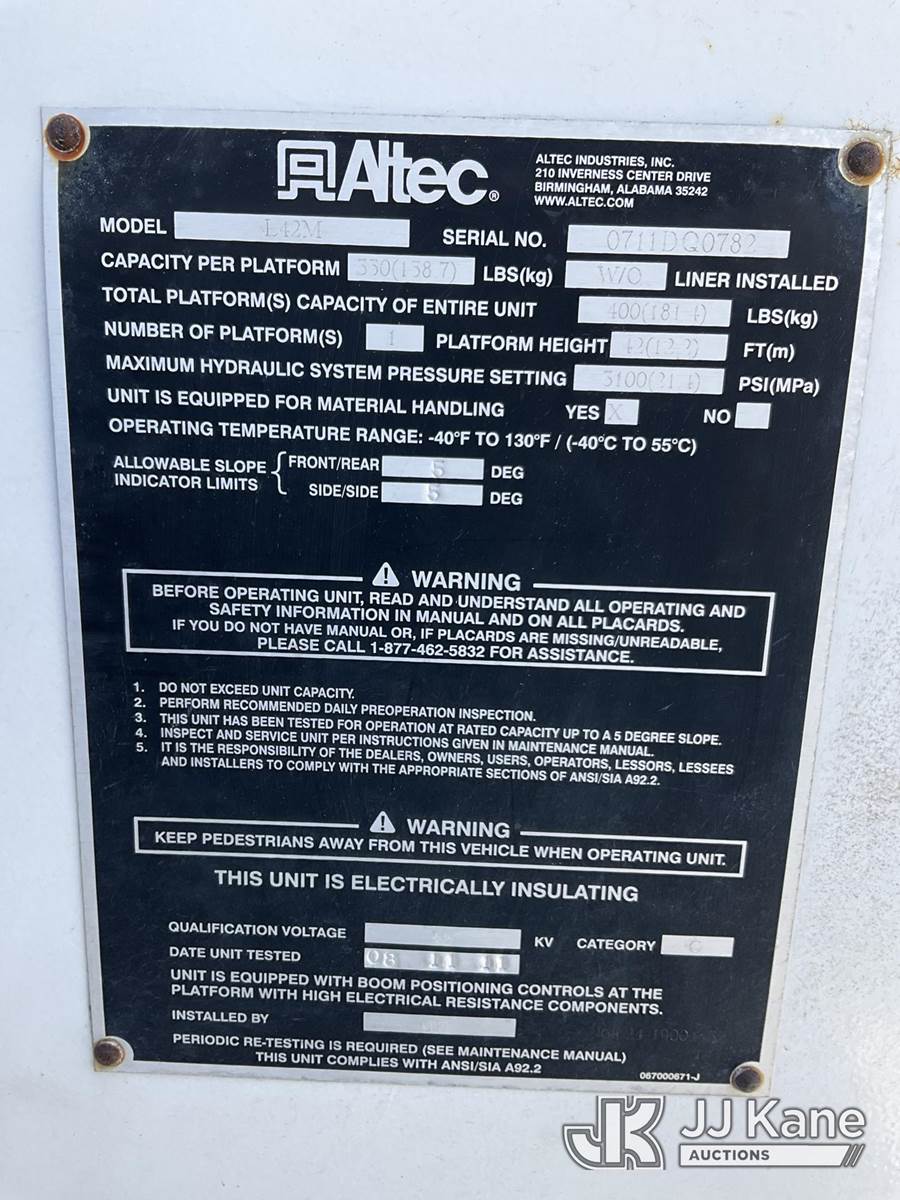 Altec®
ALTEC INDUSTRIES, INC.
210 INVERNESS CENTER DRIVE
BIRMINGHAM, ALABAMA 35242
WWW.ALTEC.COM
MODEL L42M
SERIAL NO. 0711DQ0782
CAPACITY PER PLATFORM 350(158.7) LBS(kg) W/O LINER INSTALLED
TOTAL PLATFORM(S) CAPACITY OF ENTIRE UNIT 400(181.4) LBS(kg)
NUMBER OF PLATFORM(S) 1 PLATFORM HEIGHT 42(12.2) FT(m)
MAXIMUM HYDRAULIC SYSTEM PRESSURE SETTING 3100(21.4) PSI(MPa)
UNIT IS EQUIPPED FOR MATERIAL HANDLING YES X NO
OPERATING TEMPERATURE RANGE: -40°F TO 130°F / (-40°C TO 55°C)
ALLOWABLE SLOPE INDICATOR LIMITS
FRONT/REAR 5 DEG
SIDE/SIDE 5 DEG
WARNING
BEFORE OPERATING UNIT, READ AND UNDERSTAND ALL OPERATING AND
SAFETY INFORMATION IN MANUAL AND ON ALL PLACARDS.
IF YOU DO NOT HAVE MANUAL OR, IF PLACARDS ARE MISSING/UNREADABLE,
PLEASE CALL 1-877-462-5832 FOR ASSISTANCE.
1. DO NOT EXCEED UNIT CAPACITY.
2. PERFORM RECOMMENDED DAILY PREOPERATION INSPECTION.
3. THIS UNIT HAS BEEN TESTED FOR OPERATION AT RATED CAPACITY UP TO A 5 DEGREE SLOPE.
4. INSPECT AND SERVICE UNIT PER INSTRUCTIONS GIVEN IN MAINTENANCE MANUAL.
5. IT IS THE RESPONSIBILITY OF THE DEALERS, OWNERS, USERS, OPERATORS, LESSORS, LESSEES
AND INSTALLERS TO COMPLY WITH THE APPROPRIATE SECTIONS OF ANSI/SIA A92.2.
WARNING
KEEP PEDESTRIANS AWAY FROM THIS VEHICLE WHEN OPERATING UNIT.
THIS UNIT IS ELECTRICALLY INSULATING
QUALIFICATION VOLTAGE KV CATEGORY C
DATE UNIT TESTED 08 11 11
UNIT IS EQUIPPED WITH BOOM POSITIONING CONTROLS AT THE
PLATFORM WITH HIGH ELECTRICAL RESISTANCE COMPONENTS.
INSTALLED BY
PERIODIC RE-TESTING IS REQUIRED (SEE MAINTENANCE MANUAL)
THIS UNIT COMPLIES WITH ANSI/SIA A92.2
067000671-J
JK JJ Kane
AUCTIONS